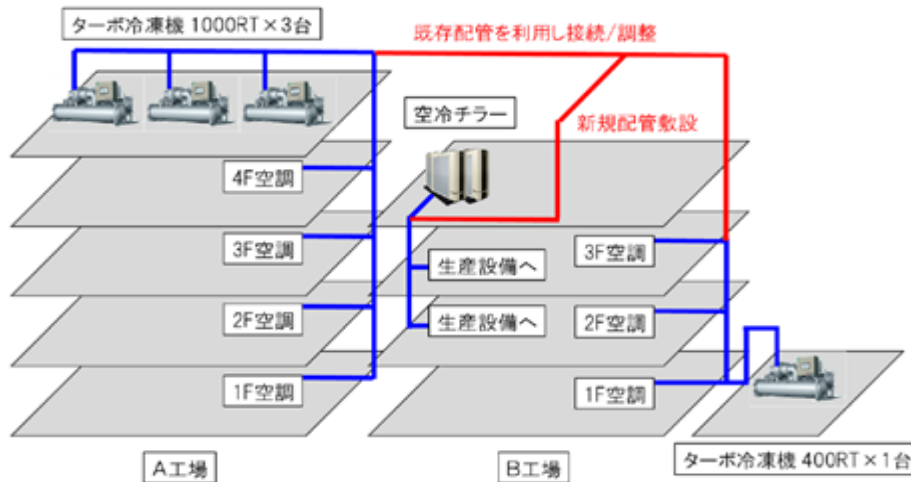 ターボ冷凍機 1000RT×3台
既存配管を利用し接続/調整
空冷チラー
新規配管敷設
4F空調
3F空調
生産設備へ
3F空調
2F空調
生産設備へ
2F空調
1F空調
1F空調
A工場
B工場
ターボ冷凍機 400RT×1台